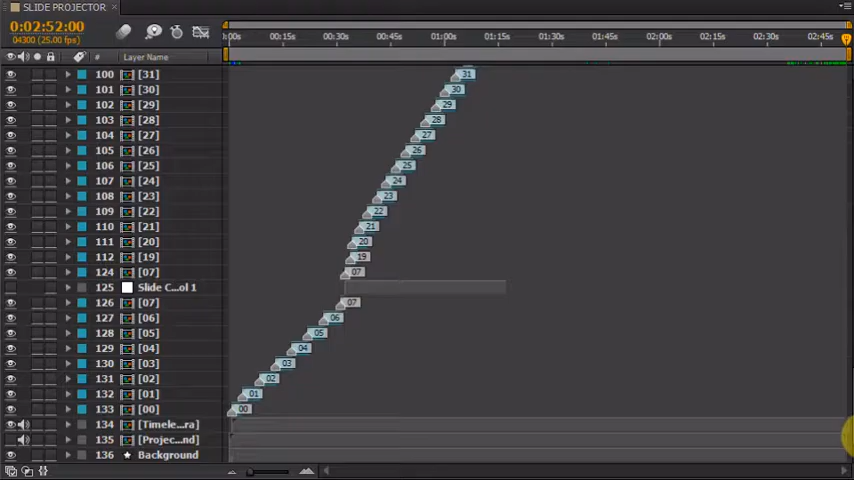 SLIDE PROJECTOR ×
0:02:52:00
04300 (25.00 fps)
:00s 00:15s 00:30s 00:45s 01:00s 01:15s 01:30s 01:45s 02:00s 02:15s 02:30s 02:45s
# Layer Name
100 [31] 31
101 [30] 30
102 [29] 29
103 [28] 28
104 [27] 27
105 [26] 26
106 [25] 25
107 [24] 24
108 [23] 23
109 [22] 22
110 [21] 21
111 [20] 20
112 [19] 19
124 [07] 07
125 Slide C...ol 1
126 [07] 07
127 [06] 06
128 [05] 05
129 [04] 04
130 [03] 03
131 [02] 02
132 [01] 01
133 [00] 00
134 [Timele...ra]
135 [Projec...nd]
136 Background